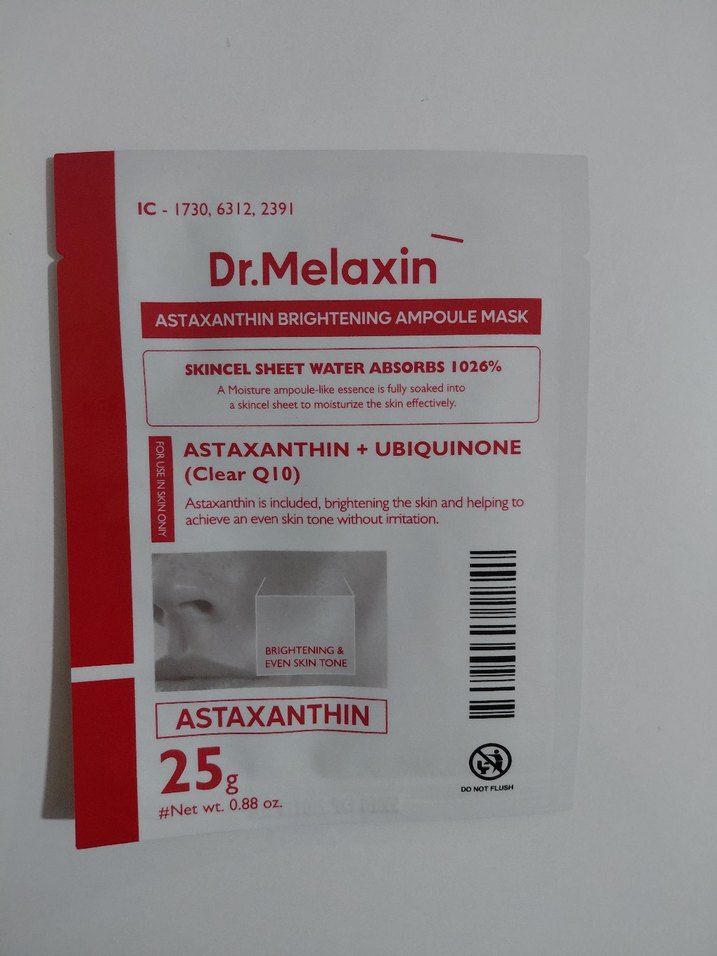 IC - 1730, 6312, 2391
Dr.Melaxin
ASTAXANTHIN BRIGHTENING AMPOULE MASK
SKINCEL SHEET WATER ABSORBS 1026%
A Moisture ampoule-like essence is fully soaked into
a skincel sheet to moisturize the skin effectively.
FOR USE IN SKIN ONlY
ASTAXANTHIN + UBIQUINONE
(Clear Q10)
Astaxanthin is included, brightening the skin and helping to
achieve an even skin tone without irritation.
BRIGHTENING &
EVEN SKIN TONE
ASTAXANTHIN
25g
#Net wt. 0.88 oz.
DO NOT FLUSH